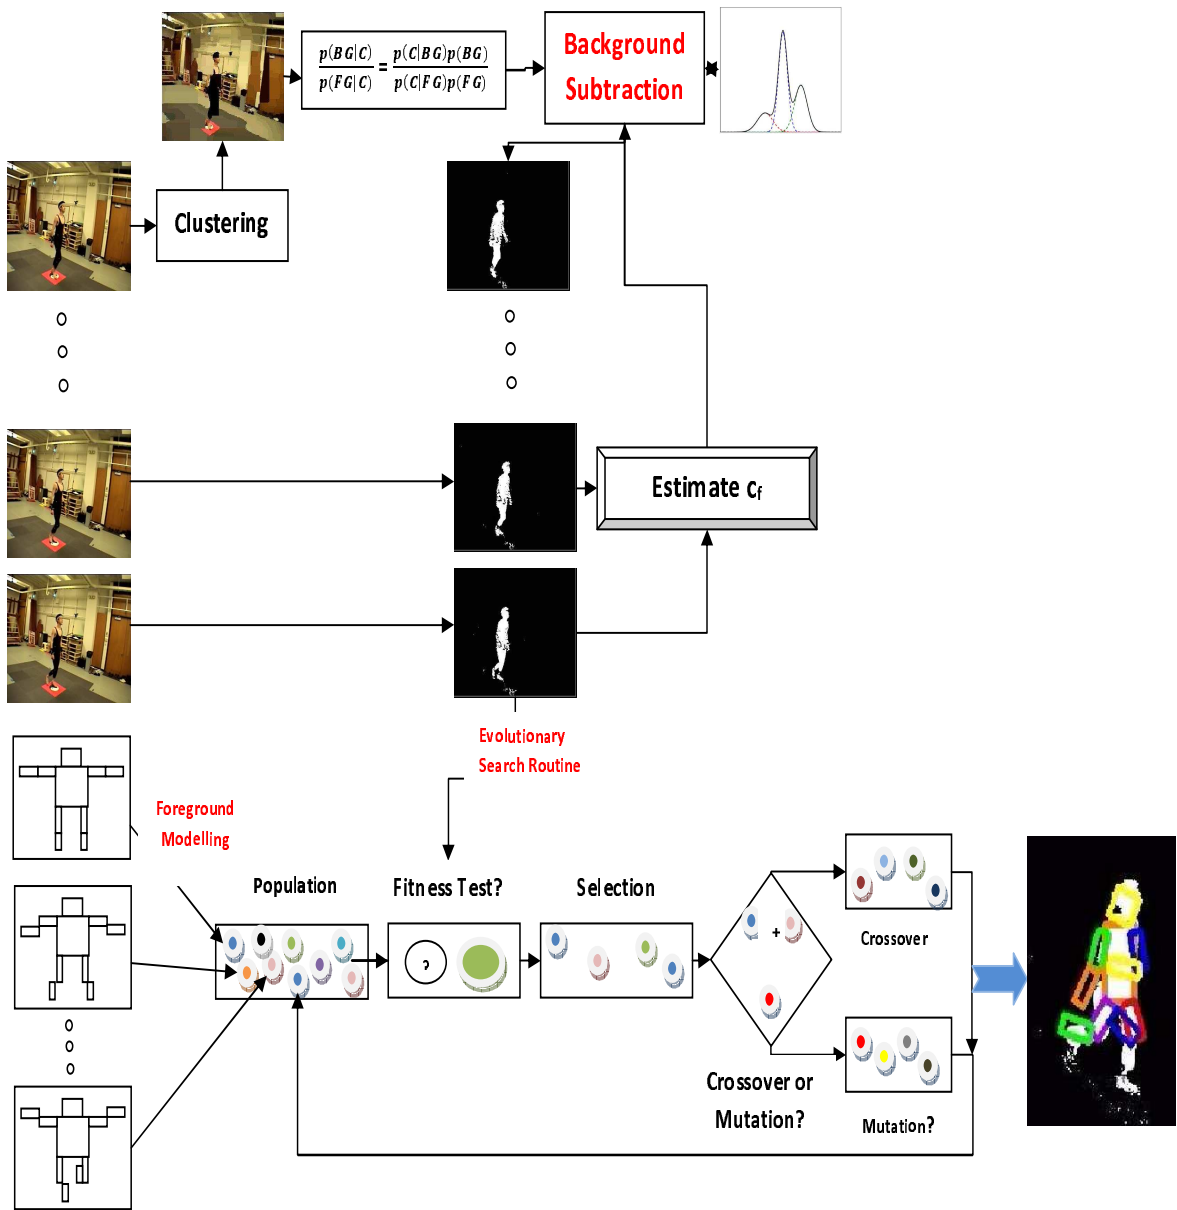 p(BG|C) / p(FG|C) = p(C|BG)p(BG) / p(C|FG)p(FG)
Background
Subtraction
Clustering
Estimate cf
Evolutionary
Search Routine
Foreground
Modelling
Population
Fitness Test?
Selection
?
+
Crossover
Crossover or
Mutation?
Mutation?